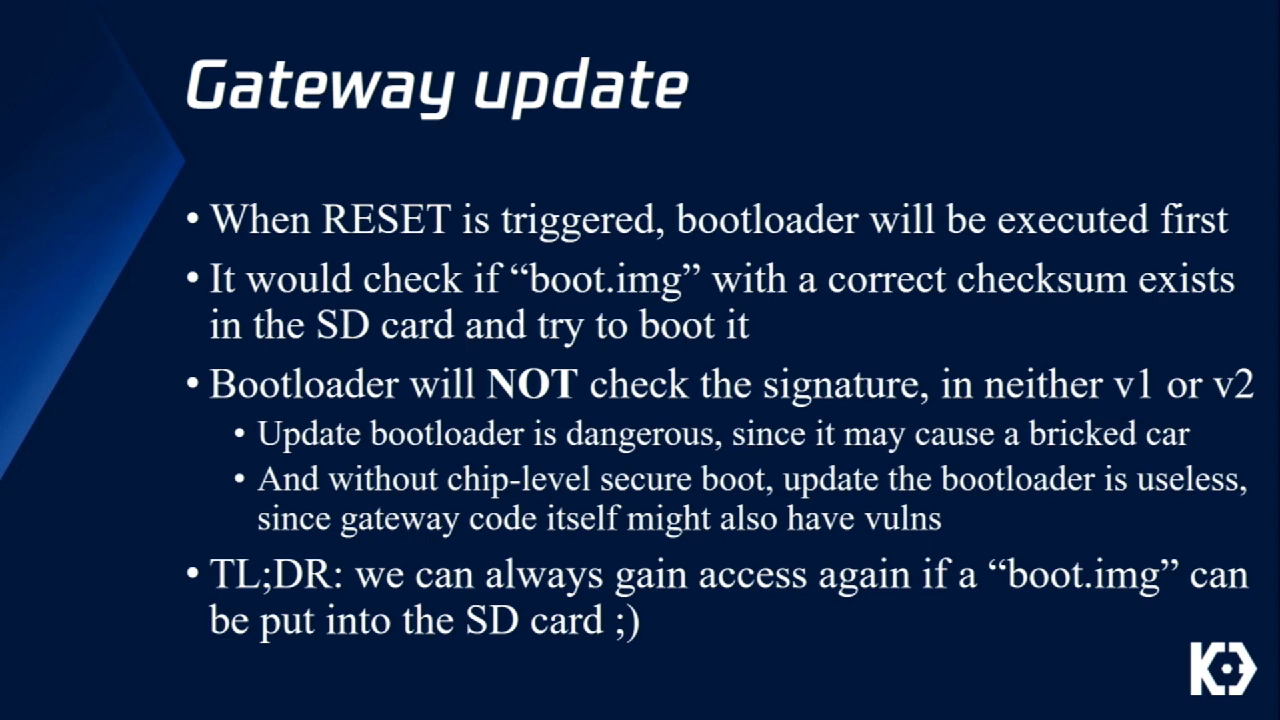 Gateway update
• When RESET is triggered, bootloader will be executed first
• It would check if “boot.img” with a correct checksum exists
in the SD card and try to boot it
• Bootloader will NOT check the signature, in neither v1 or v2
• Update bootloader is dangerous, since it may cause a bricked car
• And without chip-level secure boot, update the bootloader is useless,
since gateway code itself might also have vulns
• TL;DR: we can always gain access again if a “boot.img” can
be put into the SD card ;)